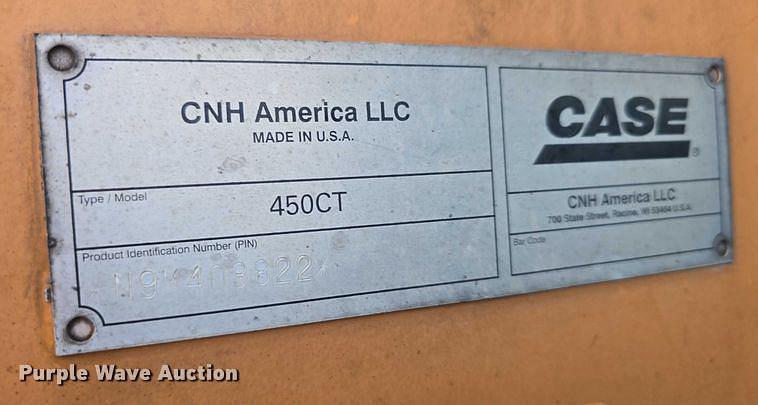 CNH America LLC
MADE IN U.S.A.
Type / Model
450CT
Product Identification Number (PIN)
CASE
CNH America LLC
700 State Street, Racine, WI 53404 U.S.A.
Bar Code
Purple Wave Auction